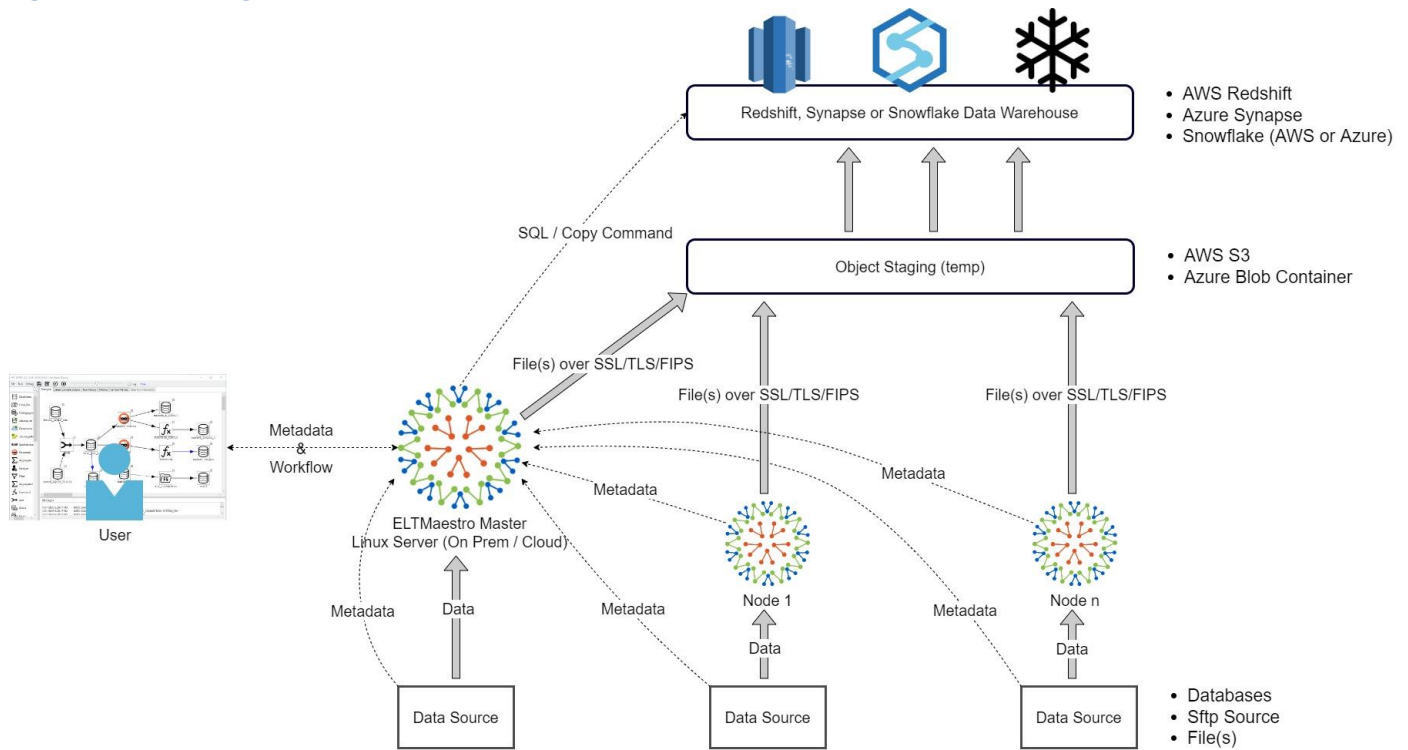 Redshift, Synapse or Snowflake Data Warehouse
• AWS Redshift
• Azure Synapse
• Snowflake (AWS or Azure)
SQL / Copy Command
Object Staging (temp)
• AWS S3
• Azure Blob Container
File(s) over SSL/TLS/FIPS
File(s) over SSL/TLS/FIPS
File(s) over SSL/TLS/FIPS
Metadata
&
Workflow
Metadata
Metadata
User
ELTMaestro Master
Linux Server (On Prem / Cloud)
Node 1
Node n
Metadata
Data
Metadata
Metadata
Data
Data
Data Source
Data Source
Data Source
• Databases
• Sftp Source
• File(s)